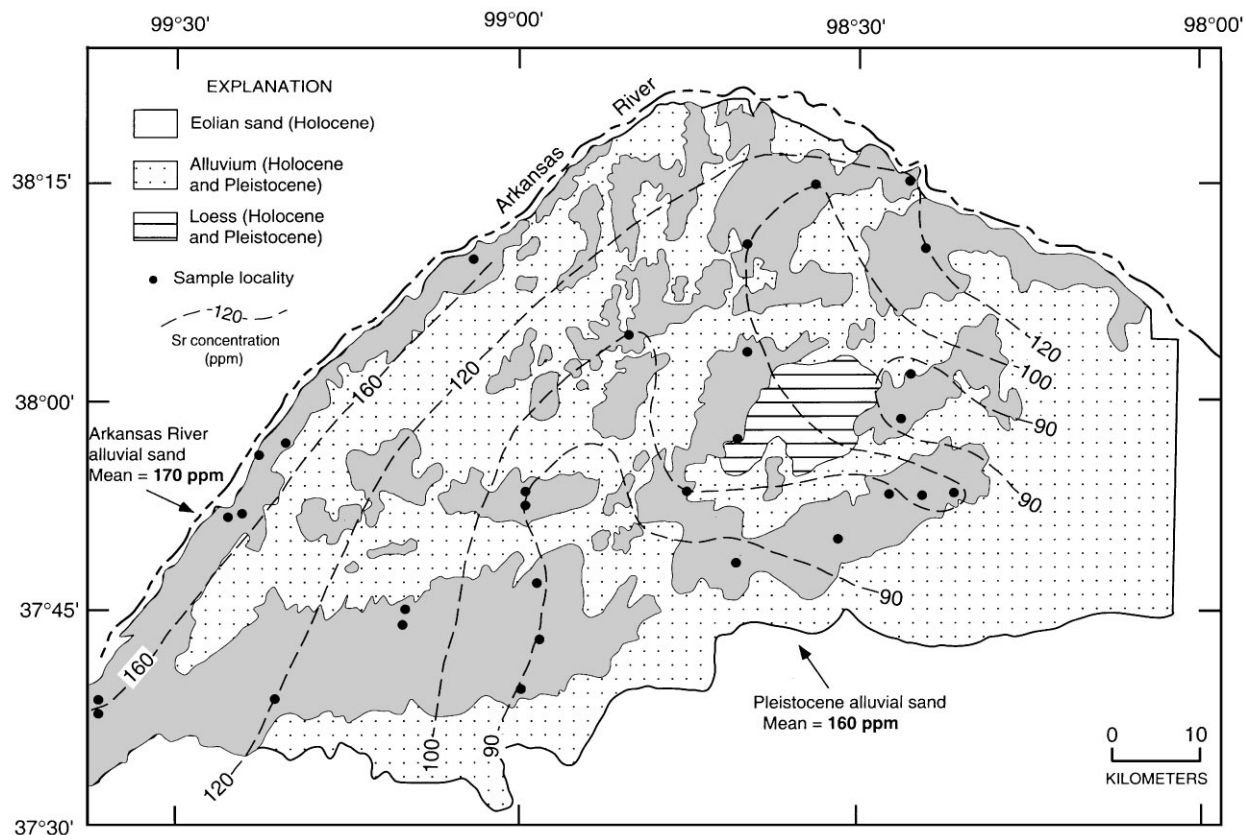 99°30'
99°00'
98°30'
98°00'
EXPLANATION
Eolian sand (Holocene)
Alluvium (Holocene
and Pleistocene)
Loess (Holocene
and Pleistocene)
Sample locality
120
Sr concentration
(ppm)
Arkansas River
38°15'
38°00'
37°45'
37°30'
Arkansas River
alluvial sand
Mean = 170 ppm
160
120
120
100
90
90
160
90
120
100
90
Pleistocene alluvial sand
Mean = 160 ppm
0 10
KILOMETERS